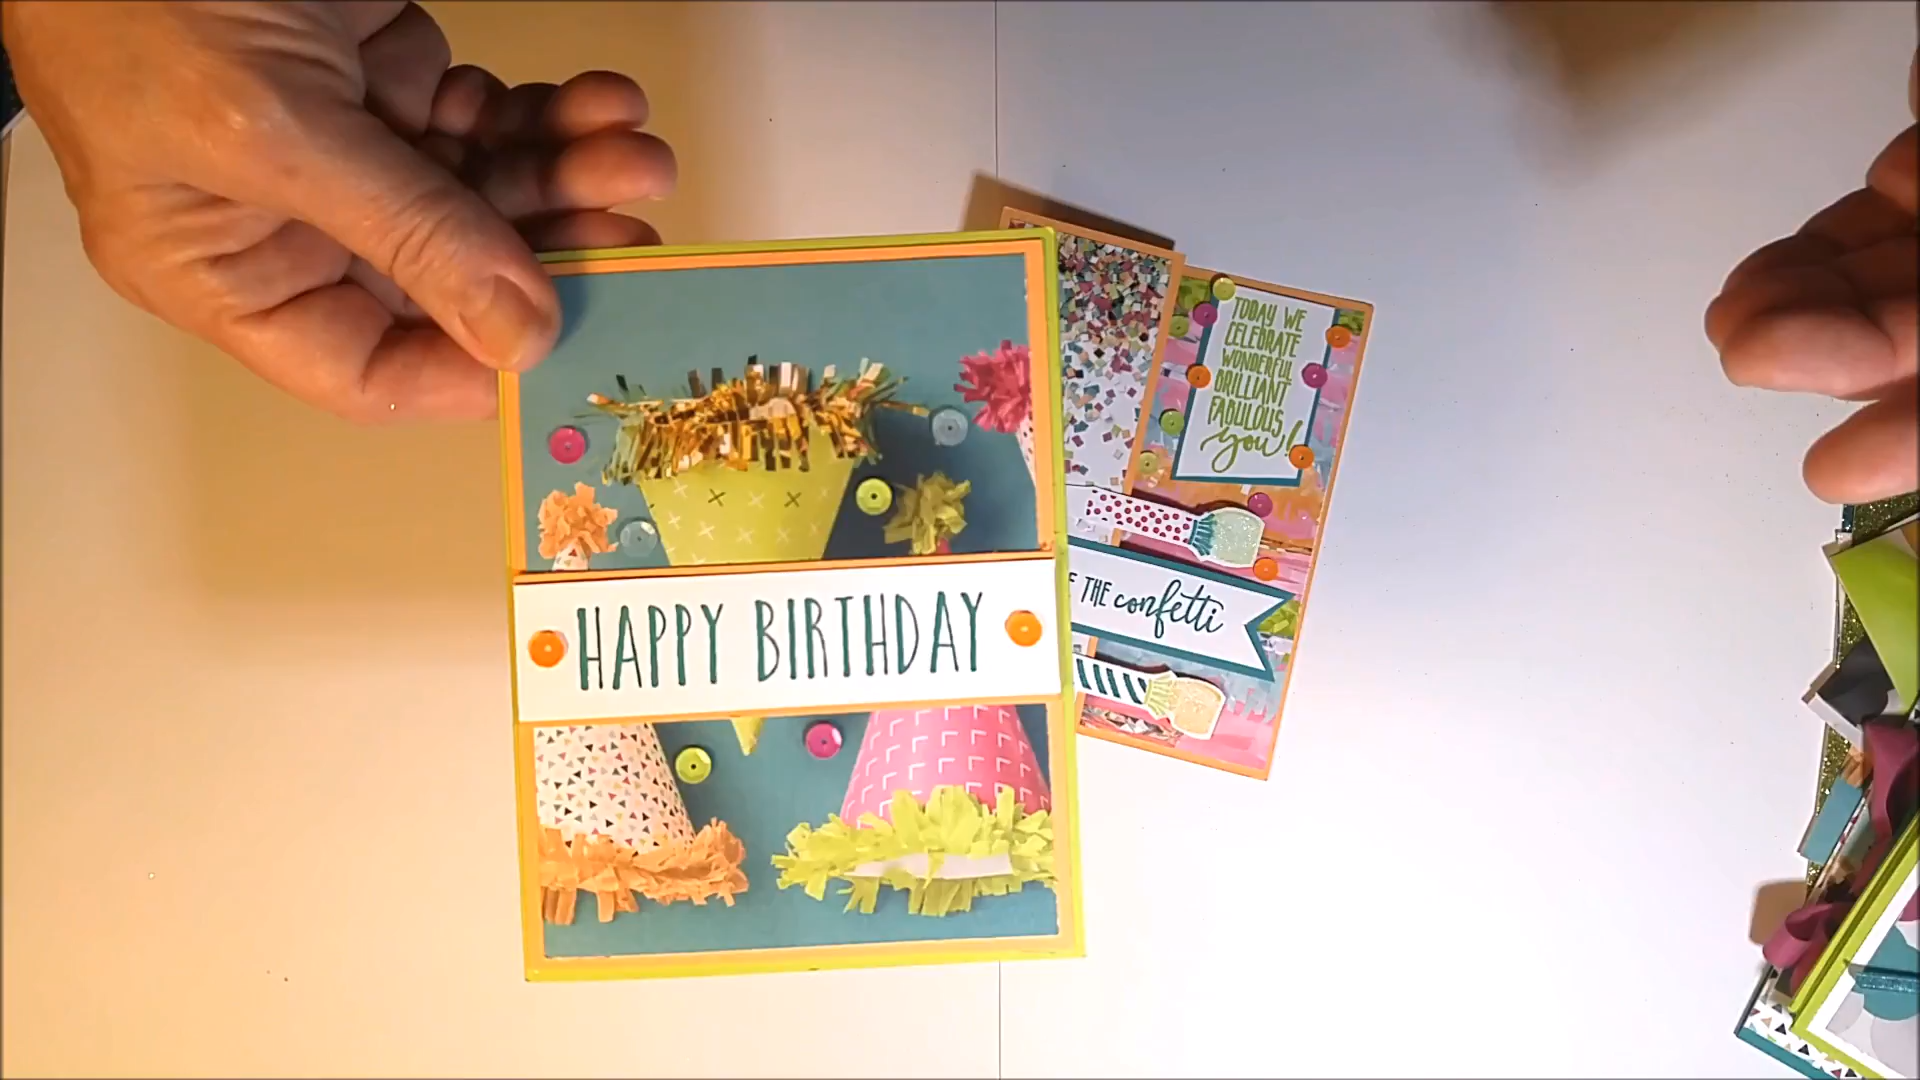 HAPPY BIRTHDAY
TODAY WE
CELEBRATE
WONDERFUL
BRILLIANT
FABULOUS
you!
THE confetti